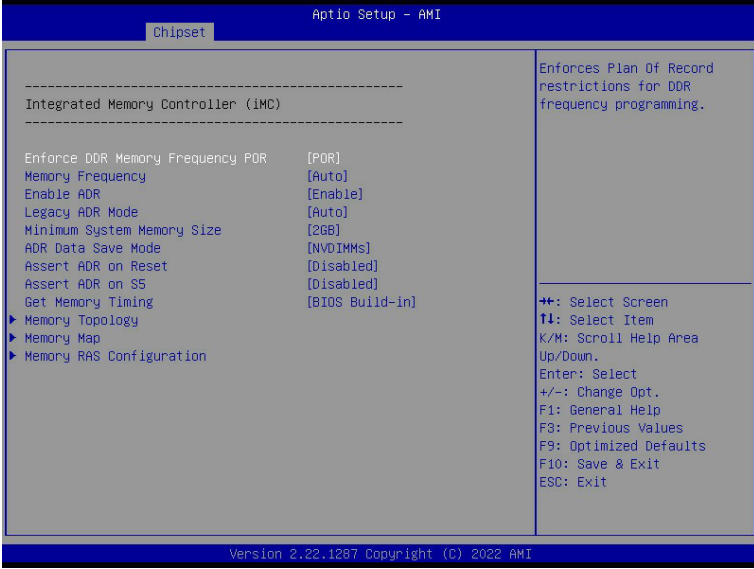 Aptio Setup – AMI
Chipset
------------------------------------------------
Integrated Memory Controller (iMC)
------------------------------------------------
Enforce DDR Memory Frequency POR [POR]
Memory Frequency [Auto]
Enable ADR [Enable]
Legacy ADR Mode [Auto]
Minimum System Memory Size [2GB]
ADR Data Save Mode [NVDIMMs]
Assert ADR on Reset [Disabled]
Assert ADR on S5 [Disabled]
Get Memory Timing [BIOS Build-in]
Memory Topology
Memory Map
Memory RAS Configuration
Enforces Plan Of Record
restrictions for DDR
frequency programming.
→←: Select Screen
↑↓: Select Item
K/M: Scroll Help Area
Up/Down.
Enter: Select
+/-: Change Opt.
F1: General Help
F3: Previous Values
F9: Optimized Defaults
F10: Save & Exit
ESC: Exit
Version 2.22.1287 Copyright (C) 2022 AMI